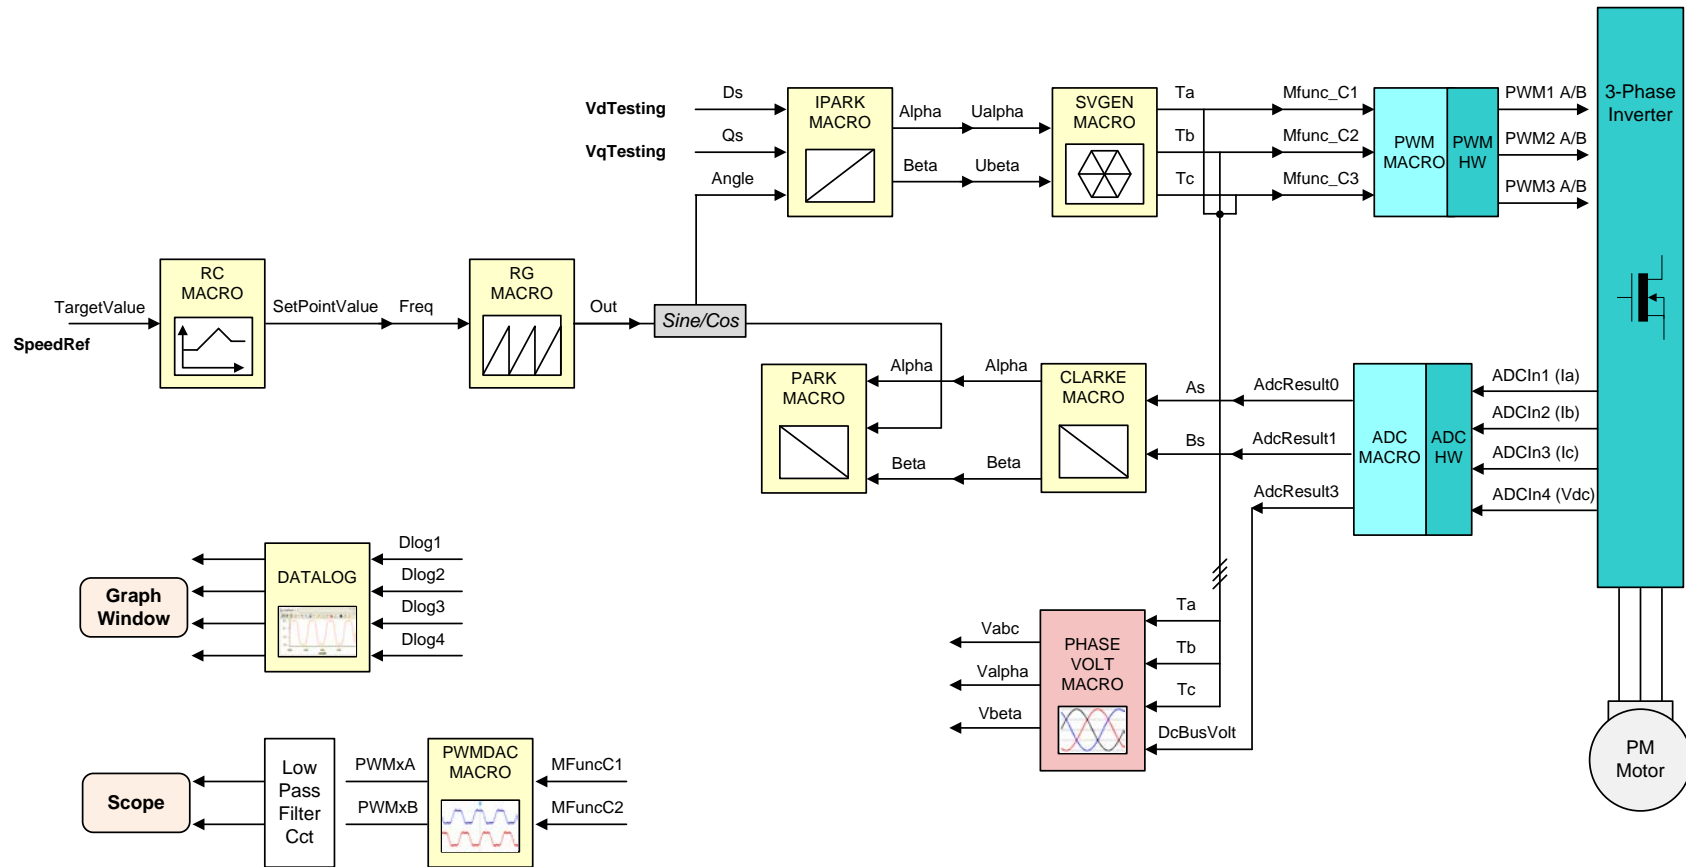 Ds
VdTesting
Qs
VqTesting
Angle
IPARK
MACRO
Alpha
Ualpha
Beta
Ubeta
SVGEN
MACRO
Ta
Tb
Tc
Mfunc_C1
Mfunc_C2
Mfunc_C3
PWM
MACRO
PWM
HW
PWM1 A/B
PWM2 A/B
PWM3 A/B
3-Phase
Inverter
TargetValue
SpeedRef
RC
MACRO
SetPointValue
Freq
RG
MACRO
Out
Sine/Cos
PARK
MACRO
Alpha
Alpha
Beta
Beta
CLARKE
MACRO
As
Bs
AdcResult0
AdcResult1
AdcResult3
ADC
MACRO
ADC
HW
ADCIn1 (Ia)
ADCIn2 (Ib)
ADCIn3 (Ic)
ADCIn4 (Vdc)
Graph
Window
DATALOG
Dlog1
Dlog2
Dlog3
Dlog4
Vabc
Valpha
Vbeta
PHASE
VOLT
MACRO
Ta
Tb
Tc
DcBusVolt
PM
Motor
Scope
Low
Pass
Filter
Cct
PWMxA
PWMxB
PWMDAC
MACRO
MFuncC1
MFuncC2